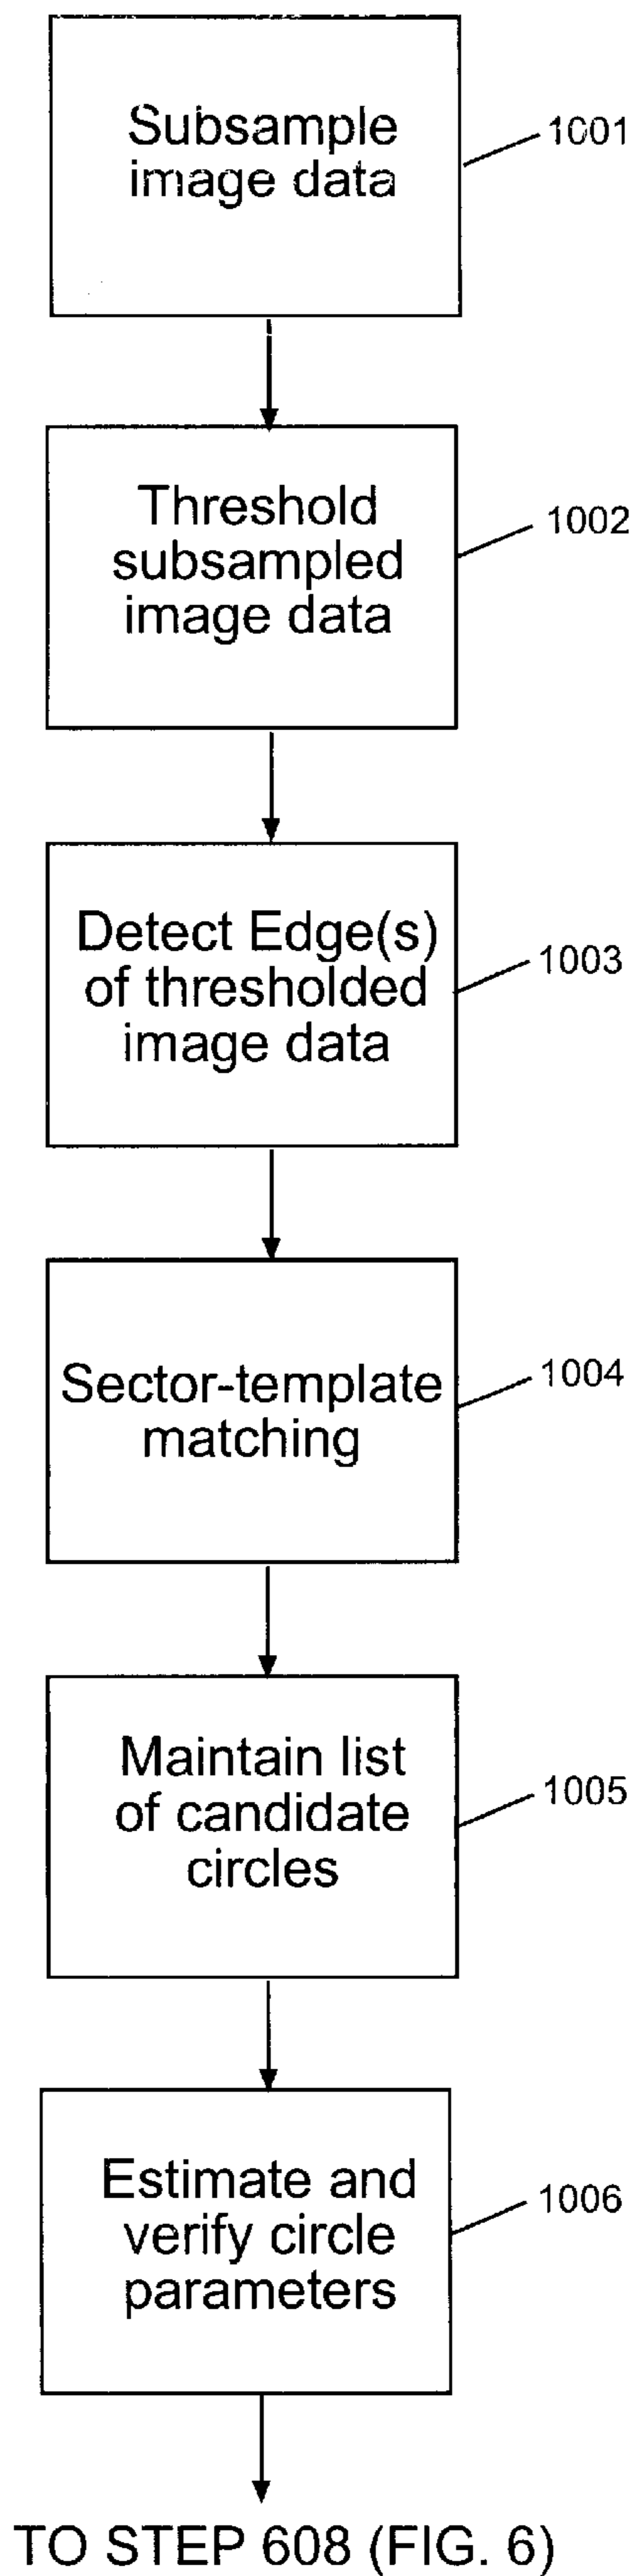 Subsample
image data
1001
Threshold
subsampled
image data
1002
Detect Edge(s)
of thresholded
image data
1003
Sector-template
matching
1004
Maintain list
of candidate
circles
1005
Estimate and
verify circle
parameters
1006
TO STEP 608 (FIG. 6)